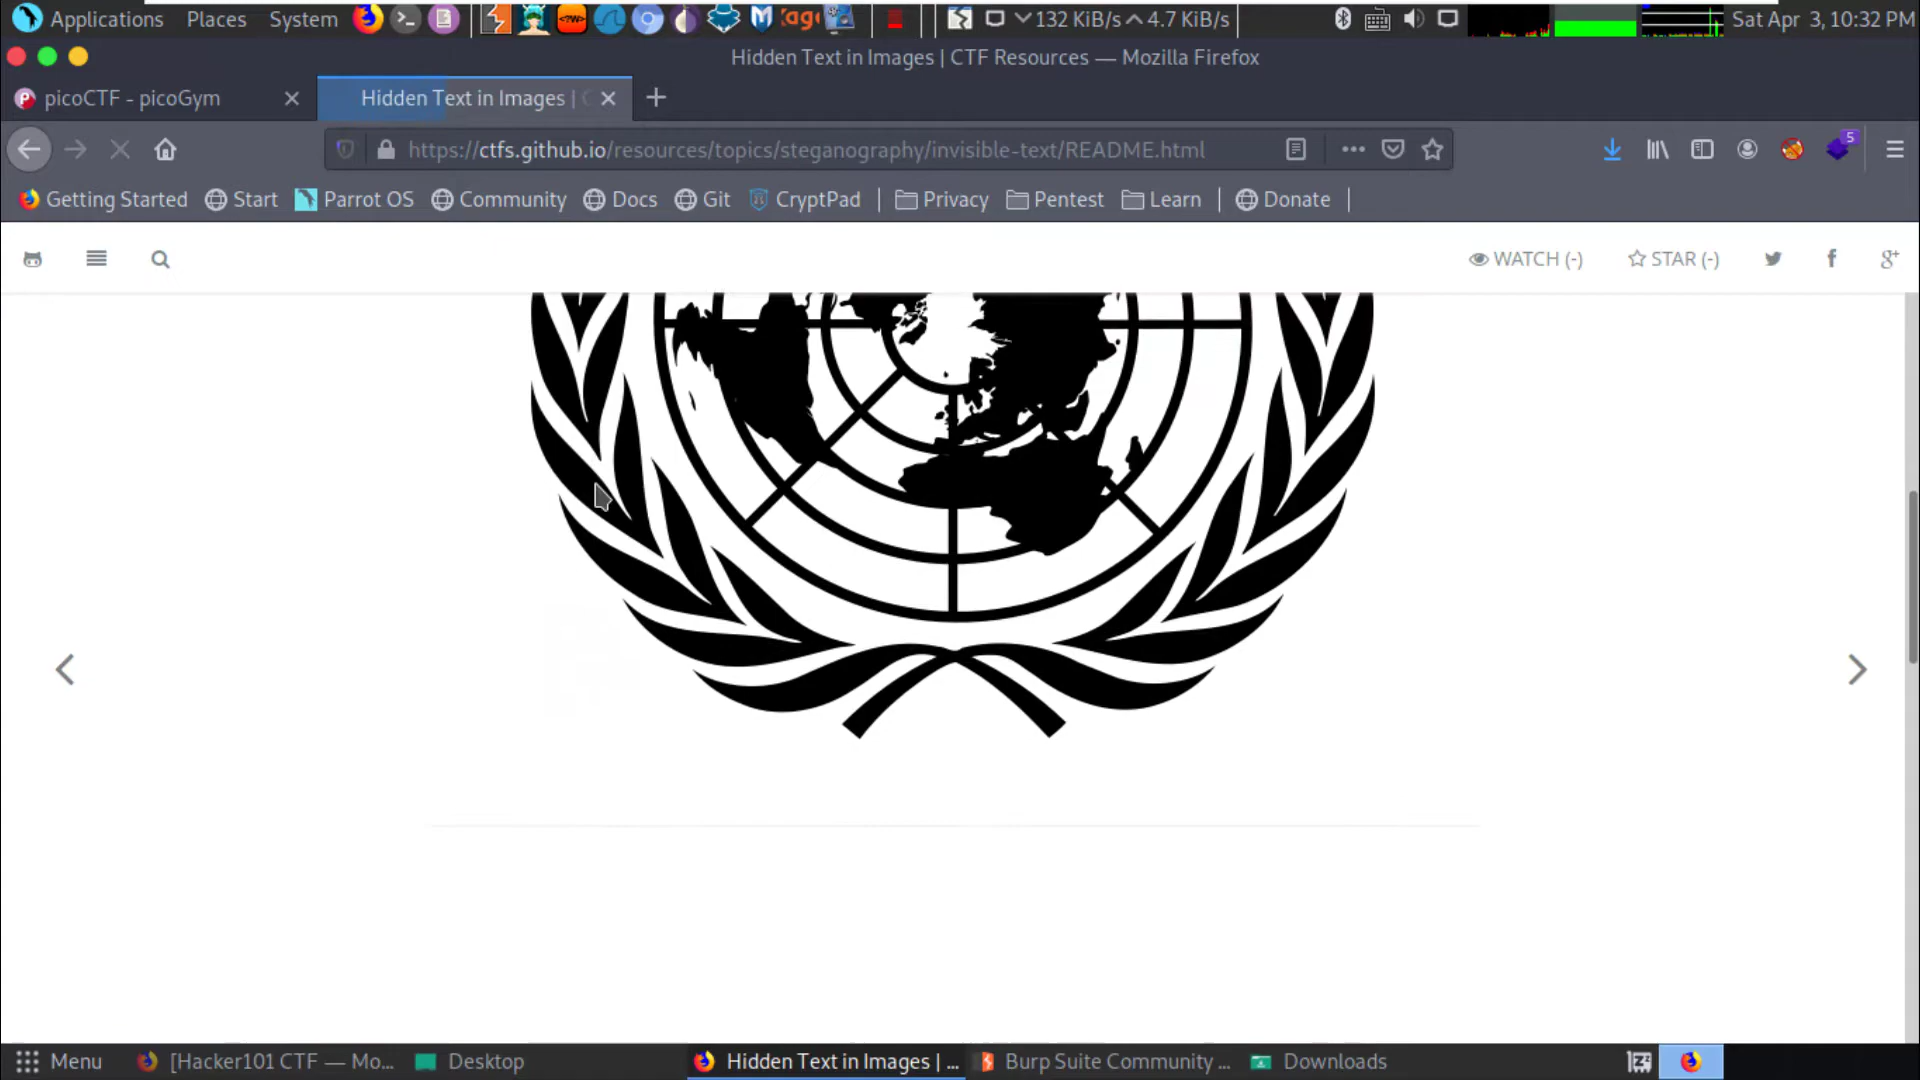 Applications Places System 132 KiB/s 4.7 KiB/s Sat Apr 3, 10:32 PM
Hidden Text in Images | CTF Resources — Mozilla Firefox
picoCTF - picoGym Hidden Text in Images |
https://ctfs.github.io/resources/topics/steganography/invisible-text/README.html 5
Getting Started Start Parrot OS Community Docs Git CryptPad Privacy Pentest Learn Donate
WATCH (-) STAR (-)
Menu [Hacker101 CTF — Mo... Desktop Hidden Text in Images | ... Burp Suite Community ... Downloads